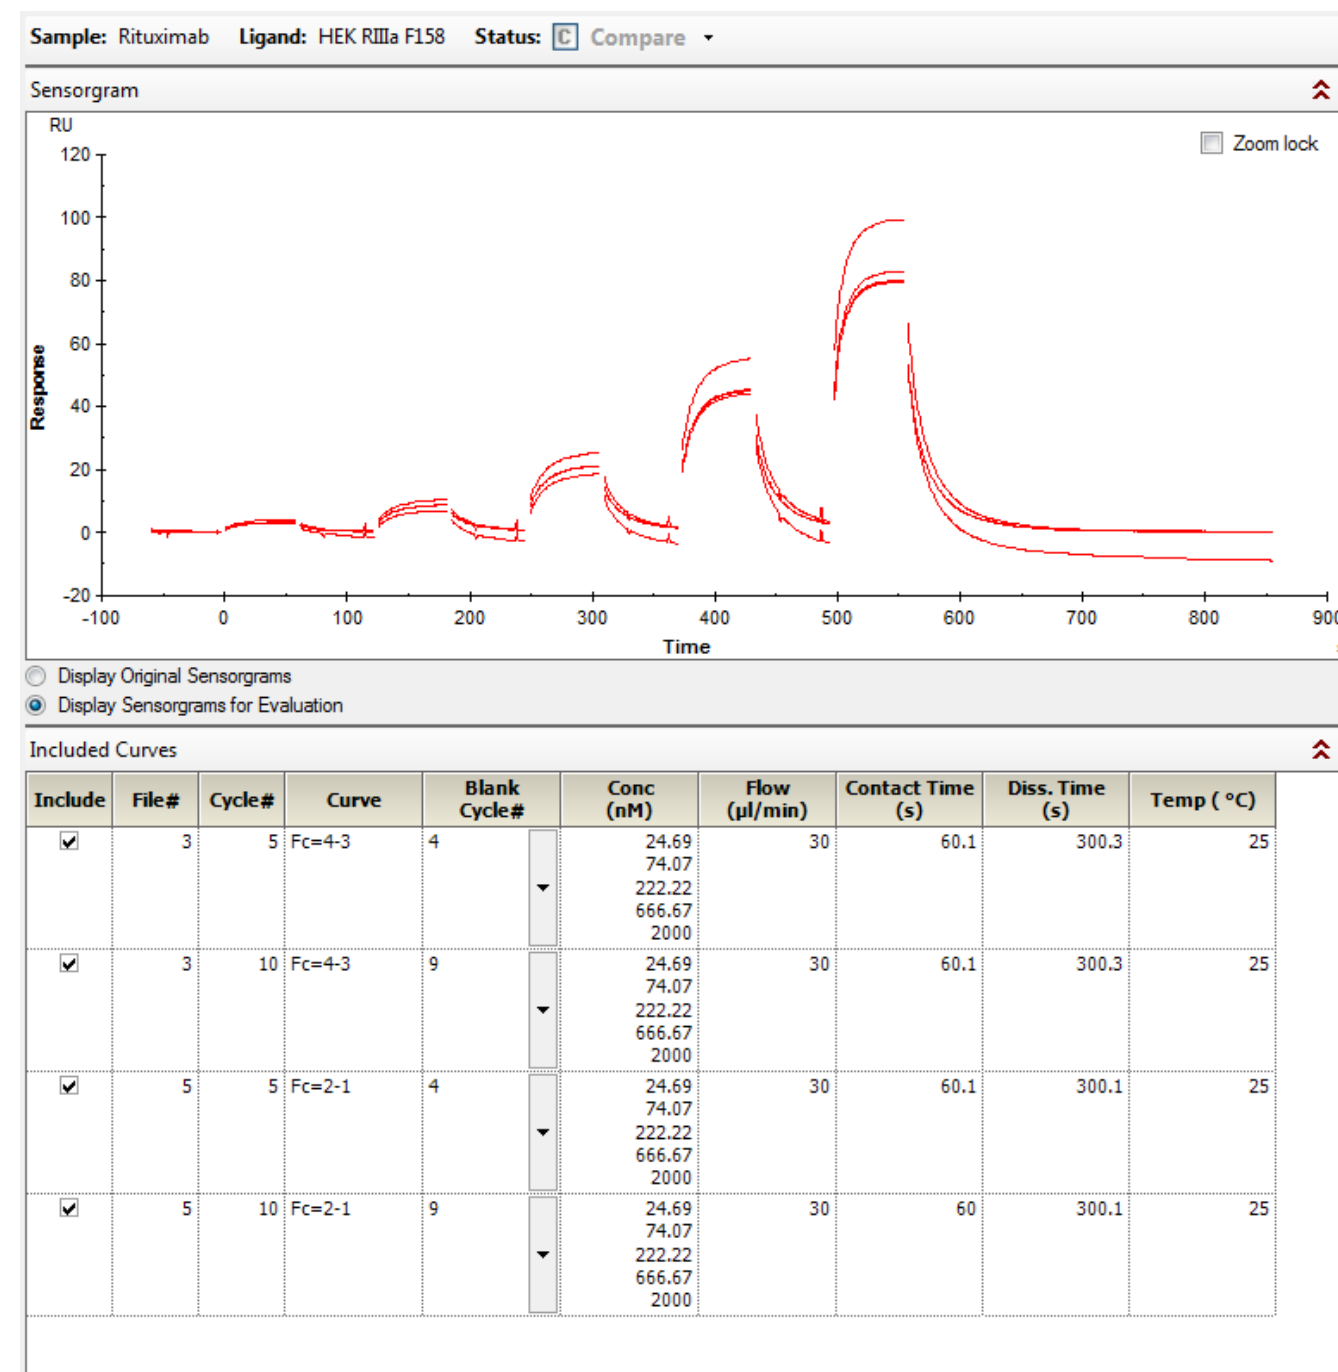 Sample: Rituximab Ligand: HEK RIIIa F158 Status: C Compare
Sensorgram
RU
Zoom lock
120
100
80
60
40
20
0
-20
Response
-100 0 100 200 300 400 500 600 700 800 900
Time
Display Original Sensorgrams
Display Sensorgrams for Evaluation
Included Curves
Include File# Cycle# Curve Blank Cycle# Conc (nM) Flow (µl/min) Contact Time (s) Diss. Time (s) Temp ( °C)
3 5 Fc=4-3 4 24.69 30 60.1 300.3 25
74.07
222.22
666.67
2000
3 10 Fc=4-3 9 24.69 30 60.1 300.3 25
74.07
222.22
666.67
2000
5 5 Fc=2-1 4 24.69 30 60.1 300.1 25
74.07
222.22
666.67
2000
5 10 Fc=2-1 9 24.69 30 60 300.1 25
74.07
222.22
666.67
2000